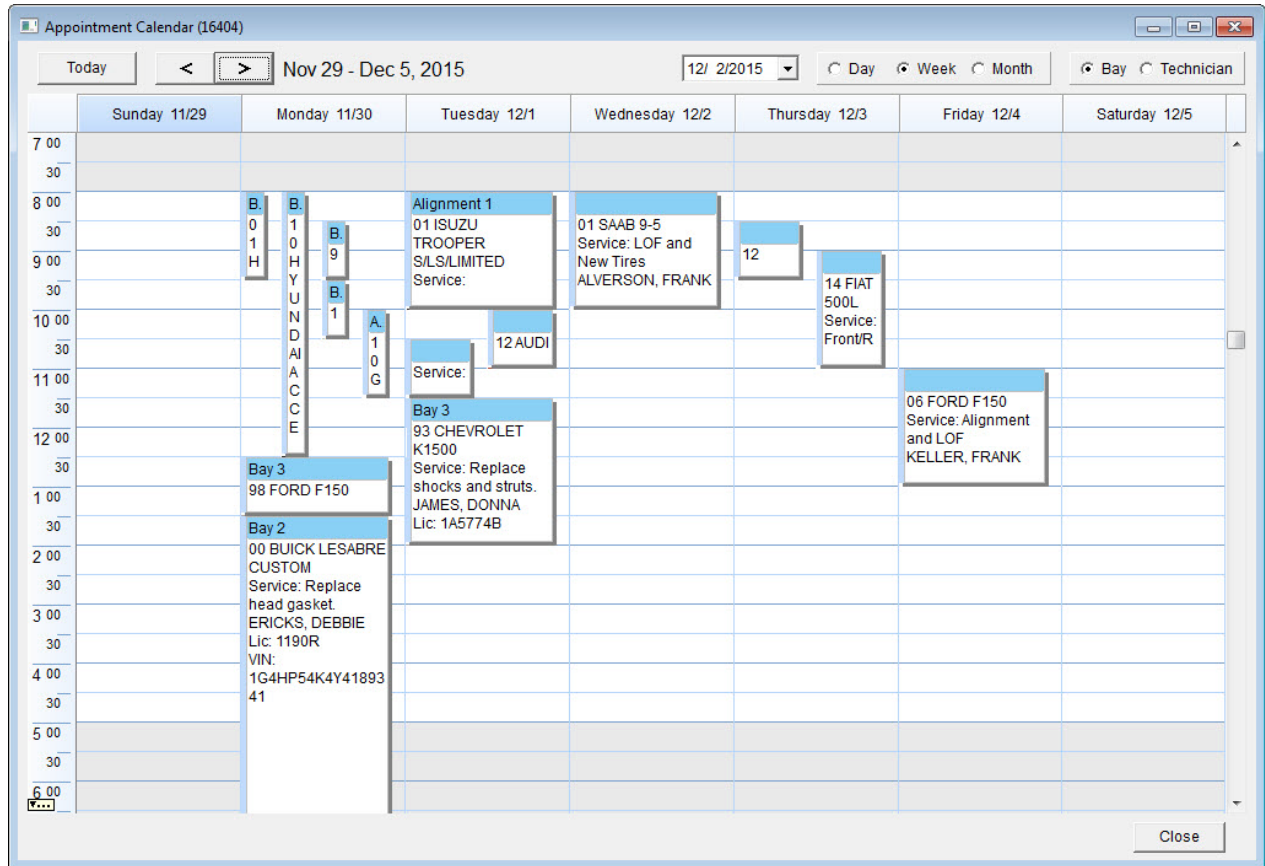 Appointment Calendar (16404)
Today < > Nov 29 - Dec 5, 2015 12/ 2/2015 Day Week Month Bay Technician
Sunday 11/29 Monday 11/30 Tuesday 12/1 Wednesday 12/2 Thursday 12/3 Friday 12/4 Saturday 12/5
7 00
30
8 00
30
9 00
30
10 00
30
11 00
30
12 00
30
1 00
30
2 00
30
3 00
30
4 00
30
5 00
30
6 00
B.
0
1
H
B.
1
0
H
Y
U
N
D
AI
A
C
C
E
B.
9
B.
1
A.
1
0
G
Bay 3
98 FORD F150
Bay 2
00 BUICK LESABRE
CUSTOM
Service: Replace
head gasket.
ERICKS, DEBBIE
Lic: 1190R
VIN:
1G4HP54K4Y41893
41
Alignment 1
01 ISUZU
TROOPER
S/LS/LIMITED
Service:
12 AUDI
Service:
Bay 3
93 CHEVROLET
K1500
Service: Replace
shocks and struts.
JAMES, DONNA
Lic: 1A5774B
01 SAAB 9-5
Service: LOF and
New Tires
ALVERSON, FRANK
12
14 FIAT
500L
Service:
Front/R
06 FORD F150
Service: Alignment
and LOF
KELLER, FRANK
Close